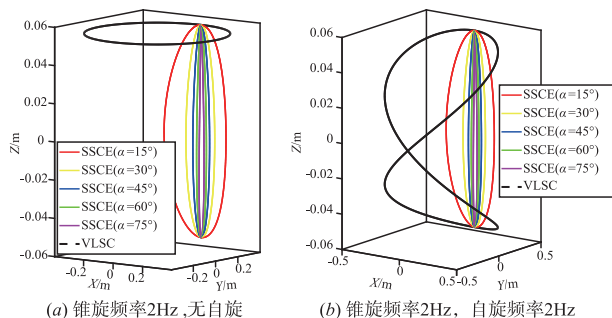 0.06
0.04
0.02
0
-0.02
-0.04
-0.06
Z/m
SSCE(α=15°)
SSCE(α=30°)
SSCE(α=45°)
SSCE(α=60°)
SSCE(α=75°)
VLSC
-0.2 0 0.2
X/m
-0.2 0 0.2
Y/m
(a) 锥旋频率2Hz ,无自旋
0.06
0.04
0.02
0
-0.02
-0.04
-0.06
Z/m
SSCE(α=15°)
SSCE(α=30°)
SSCE(α=45°)
SSCE(α=60°)
SSCE(α=75°)
VLSC
-0.5 0 0.5
X/m
-0.5 0 0.5
Y/m
(b) 锥旋频率2Hz，自旋频率2Hz